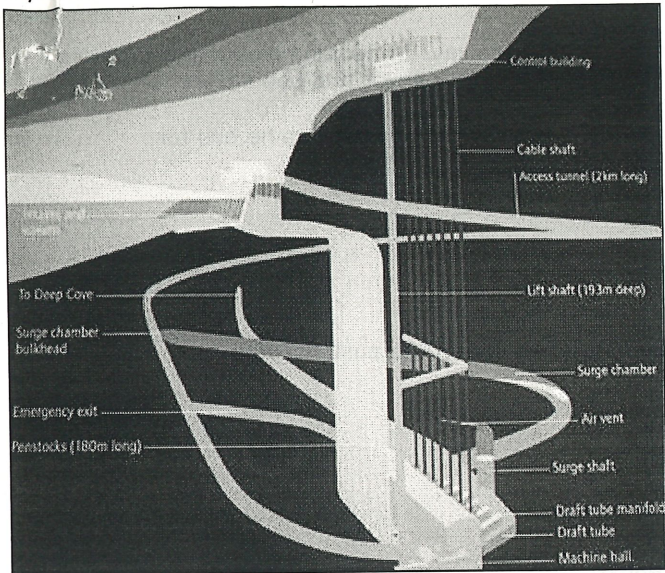 Control building
Cable shaft
Access tunnel (2km long)
To Deep Cove
Lift shaft (193m deep)
Surge chamber
bulkhead
Surge chamber
Emergency exit
Air vent
Penstocks (180m long)
Surge shaft
Draft tube manifold
Draft tube
Machine hall